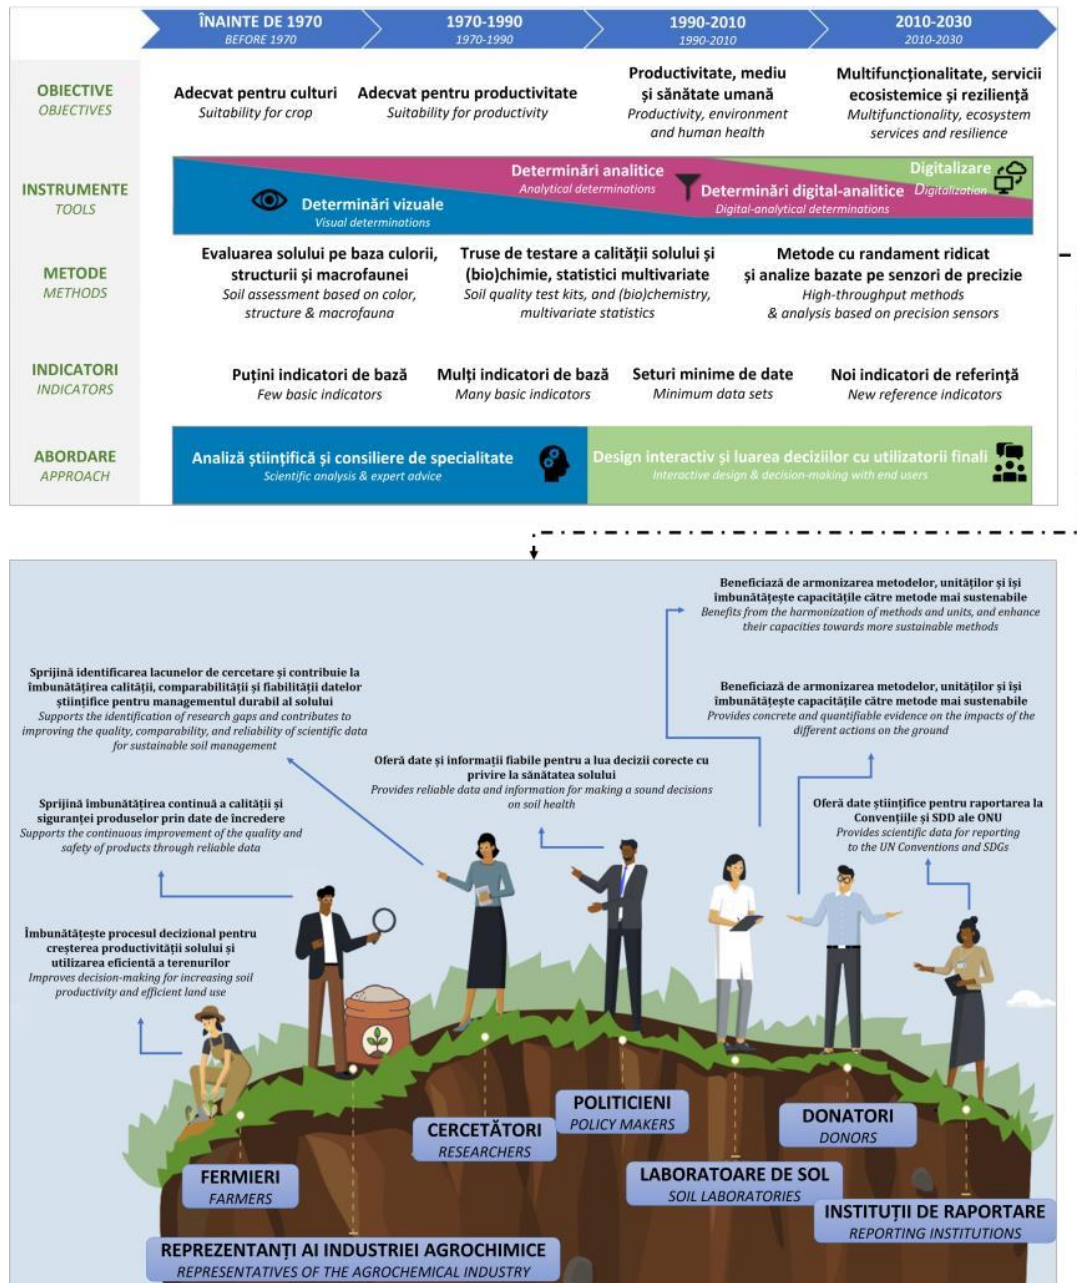 ÎNAINTE DE 1970
BEFORE 1970
1970-1990
1970-1990
1990-2010
1990-2010
2010-2030
2010-2030
OBIECTIVE
OBJECTIVES
Adecvat pentru culturi
Suitability for crop
Adecvat pentru productivitate
Suitability for productivity
Productivitate, mediu
și sănătate umană
Productivity, environment
and human health
Multifuncționalitate, servicii
ecosistemice și reziliență
Multifunctionality, ecosystem
services and resilience
INSTRUMENTE
TOOLS
Determinări vizuale
Visual determinations
Determinări analitice
Analytical determinations
Determinări digital-analitice
Digital-analytical determinations
Digitalizare
Digitalization
METODE
METHODS
Evaluarea solului pe baza culorii,
structurii și macrofaunei
Soil assessment based on color,
structure & macrofauna
Truse de testare a calității solului și
(bio)chimie, statistici multivariate
Soil quality test kits, and (bio)chemistry,
multivariate statistics
Metode cu randament ridicat
și analize bazate pe senzori de precizie
High-throughput methods
& analysis based on precision sensors
INDICATORI
INDICATORS
Puțini indicatori de bază
Few basic indicators
Mulți indicatori de bază
Many basic indicators
Seturi minime de date
Minimum data sets
Noi indicatori de referință
New reference indicators
ABORDARE
APPROACH
Analiză științifică și consiliere de specialitate
Scientific analysis & expert advice
Design interactiv și luarea deciziilor cu utilizatorii finali
Interactive design & decision-making with end users
Beneficiază de armonizarea metodelor, unităților și își
îmbunătățește capacitățile către metode mai sustenabile
Benefits from the harmonization of methods and units, and enhance
their capacities towards more sustainable methods
Sprijină identificarea lacunelor de cercetare și contribuie la
îmbunătățirea calității, comparabilității și fiabilității datelor
științifice pentru managementul durabil al solului
Supports the identification of research gaps and contributes to
improving the quality, comparability, and reliability of scientific data
for sustainable soil management
Beneficiază de armonizarea metodelor, unităților și își
îmbunătățește capacitățile către metode mai sustenabile
Provides concrete and quantifiable evidence on the impacts of the
different actions on the ground
Oferă date și informații fiabile pentru a lua decizii corecte cu
privire la sănătatea solului
Provides reliable data and information for making a sound decisions
on soil health
Sprijină îmbunătățirea continuă a calității și
siguranței produselor prin date de încredere
Supports the continuous improvement of the quality and
safety of products through reliable data
Oferă date științifice pentru raportarea la
Convențiile și SDD ale ONU
Provides scientific data for reporting
to the UN Conventions and SDGs
Îmbunătățește procesul decizional pentru
creșterea productivității solului și
utilizarea eficientă a terenurilor
Improves decision-making for increasing soil
productivity and efficient land use
POLITICIENI
POLICY MAKERS
DONATORI
DONORS
CERCETĂTORI
RESEARCHERS
FERMIERI
FARMERS
LABORATOARE DE SOL
SOIL LABORATORIES
INSTITUȚII DE RAPORTARE
REPORTING INSTITUTIONS
REPREZENTANȚI AI INDUSTRIEI AGROCHIMICE
REPRESENTATIVES OF THE AGROCHEMICAL INDUSTRY